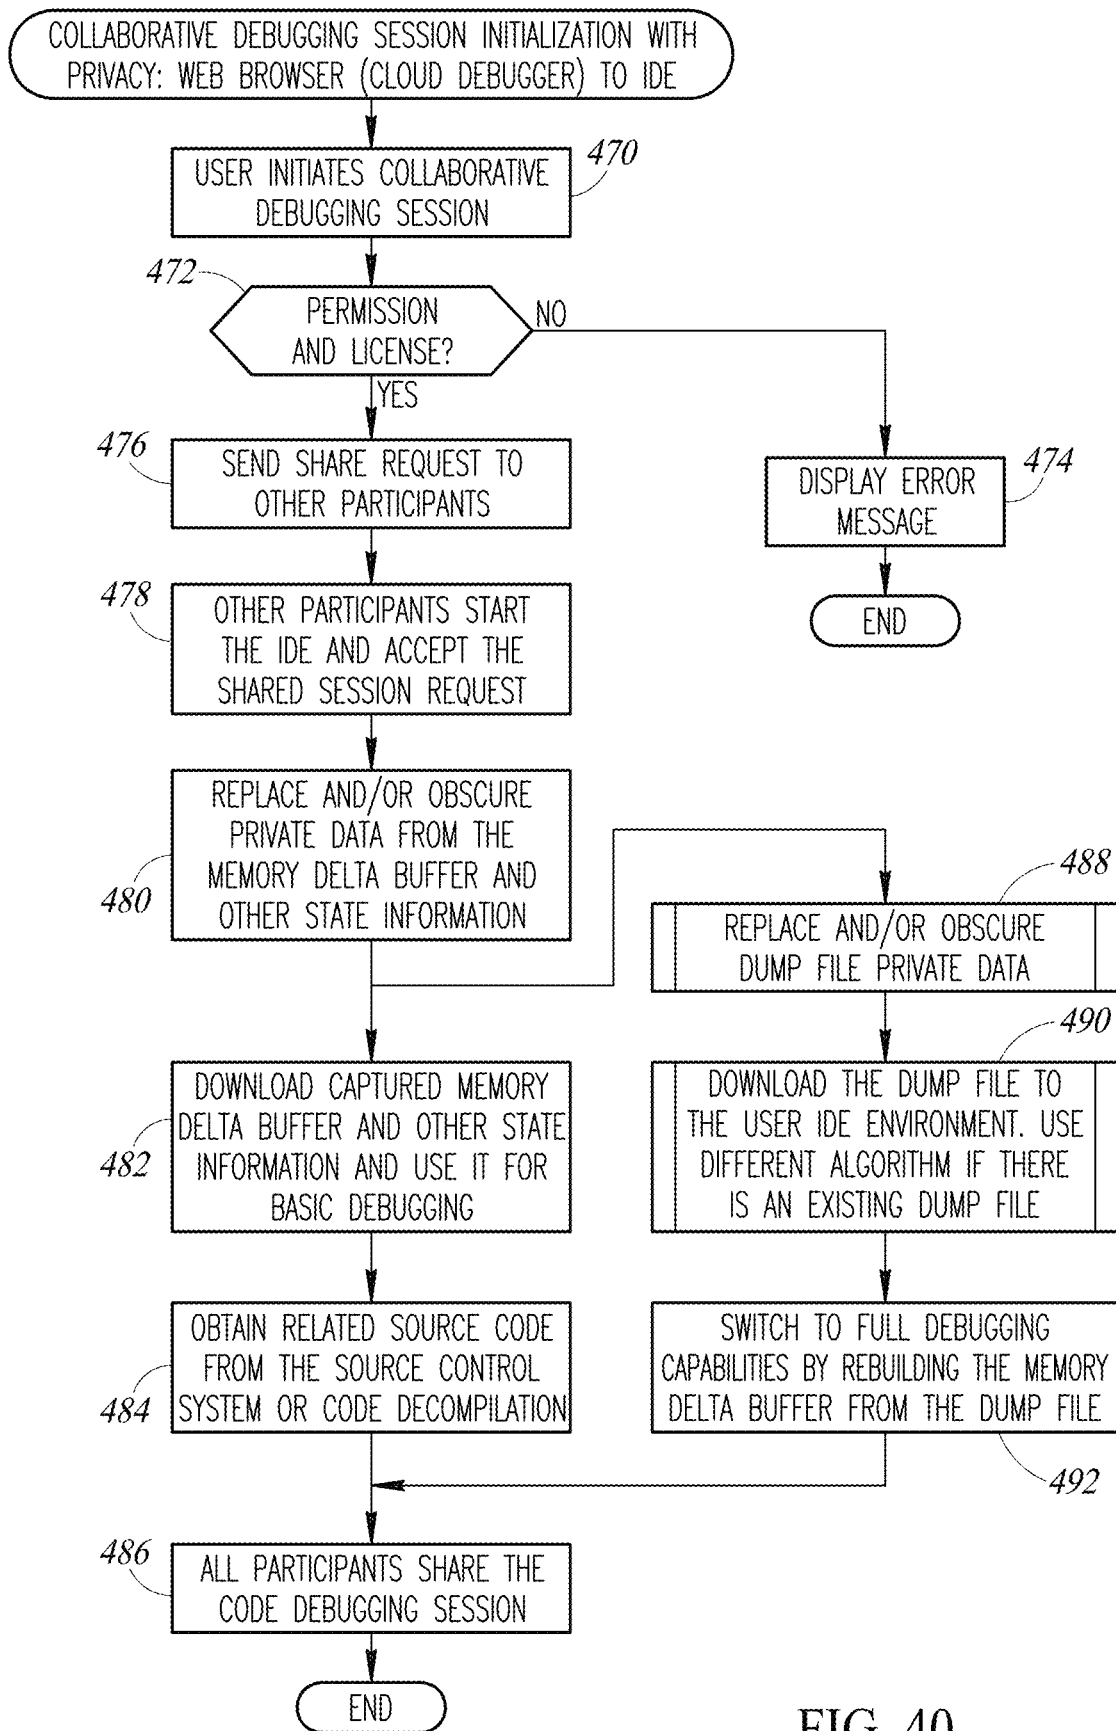 COLLABORATIVE DEBUGGING SESSION INITIALIZATION WITH
PRIVACY: WEB BROWSER (CLOUD DEBUGGER) TO IDE
470
USER INITIATES COLLABORATIVE
DEBUGGING SESSION
472
PERMISSION
AND LICENSE?
NO
YES
476
SEND SHARE REQUEST TO
OTHER PARTICIPANTS
474
DISPLAY ERROR
MESSAGE
END
478
OTHER PARTICIPANTS START
THE IDE AND ACCEPT THE
SHARED SESSION REQUEST
480
REPLACE AND/OR OBSCURE
PRIVATE DATA FROM THE
MEMORY DELTA BUFFER AND
OTHER STATE INFORMATION
488
REPLACE AND/OR OBSCURE
DUMP FILE PRIVATE DATA
482
DOWNLOAD CAPTURED MEMORY
DELTA BUFFER AND OTHER STATE
INFORMATION AND USE IT FOR
BASIC DEBUGGING
490
DOWNLOAD THE DUMP FILE TO
THE USER IDE ENVIRONMENT. USE
DIFFERENT ALGORITHM IF THERE
IS AN EXISTING DUMP FILE
484
OBTAIN RELATED SOURCE CODE
FROM THE SOURCE CONTROL
SYSTEM OR CODE DECOMPILATION
SWITCH TO FULL DEBUGGING
CAPABILITIES BY REBUILDING THE MEMORY
DELTA BUFFER FROM THE DUMP FILE
492
486
ALL PARTICIPANTS SHARE THE
CODE DEBUGGING SESSION
END
FIG. 40